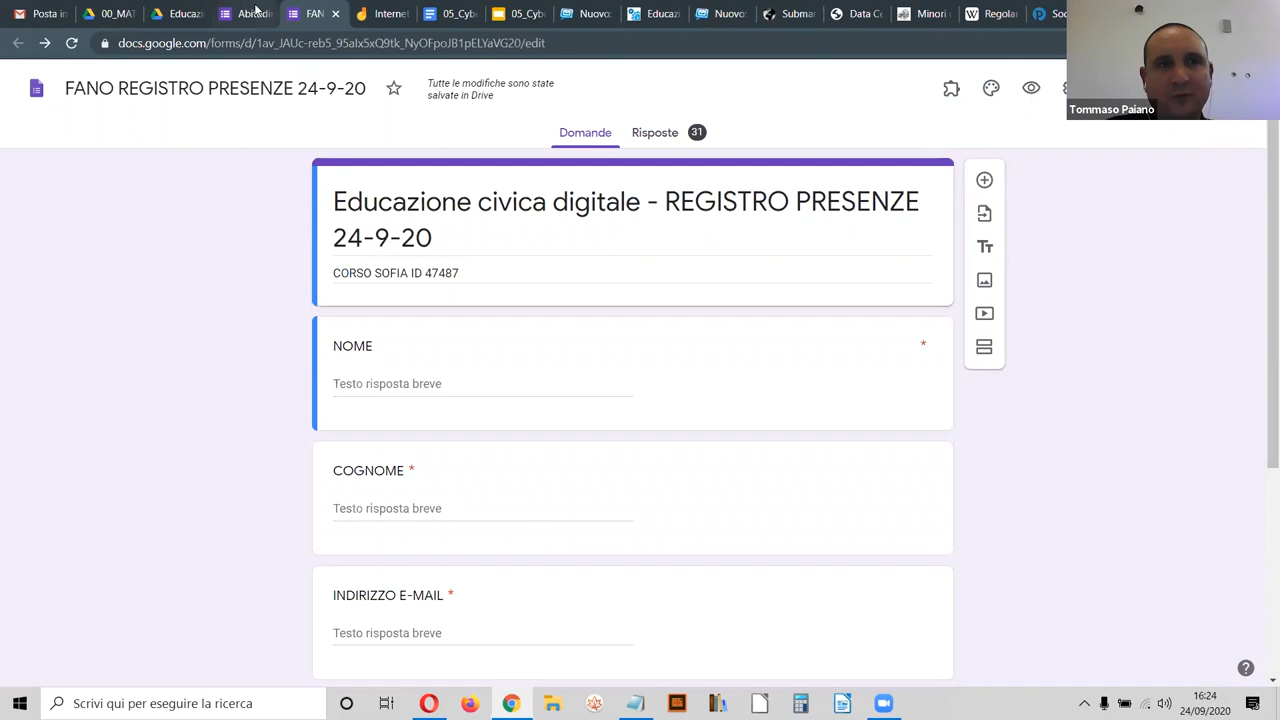 Posta in
00_MA
Educazi
Abi
FAN
Internet
05_Cyb
05_Cyb
Nuovo:
Educazi
Nuovo:
Submar
Data Ce
Minori
Regola
Soc
docs.google.com/forms/d/1av_JAUc-reb5_95aIx5xQ9tk_NyOFpoJB1pELYaVG20/edit
FANO REGISTRO PRESENZE 24-9-20
Tutte le modifiche sono state
salvate in Drive
Tommaso Paiano
Domande
Risposte 31
Educazione civica digitale - REGISTRO PRESENZE
24-9-20
CORSO SOFIA ID 47487
NOME *
Testo risposta breve
COGNOME *
Testo risposta breve
INDIRIZZO E-MAIL *
Testo risposta breve
Scrivi qui per eseguire la ricerca
16:24
24/09/2020